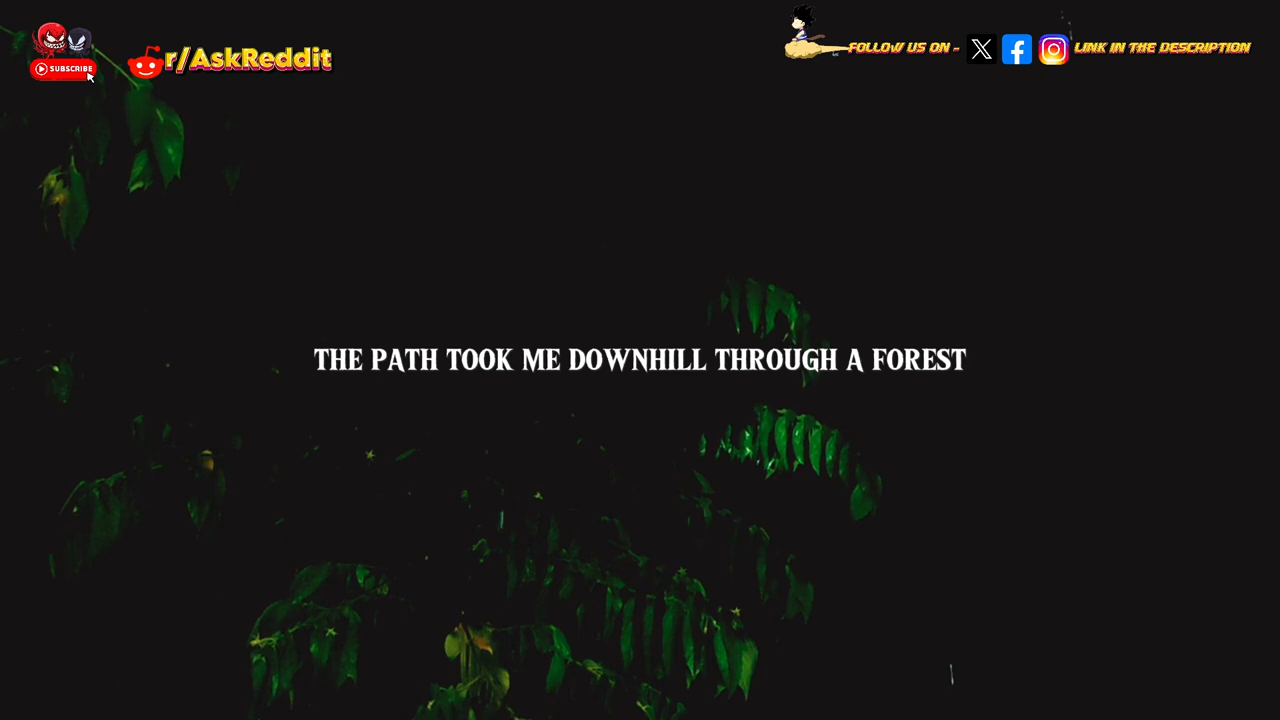 SUBSCRIBE
r/AskReddit
FOLLOW US ON -
LINK IN THE DESCRIPTION
THE PATH TOOK ME DOWNHILL THROUGH A FOREST